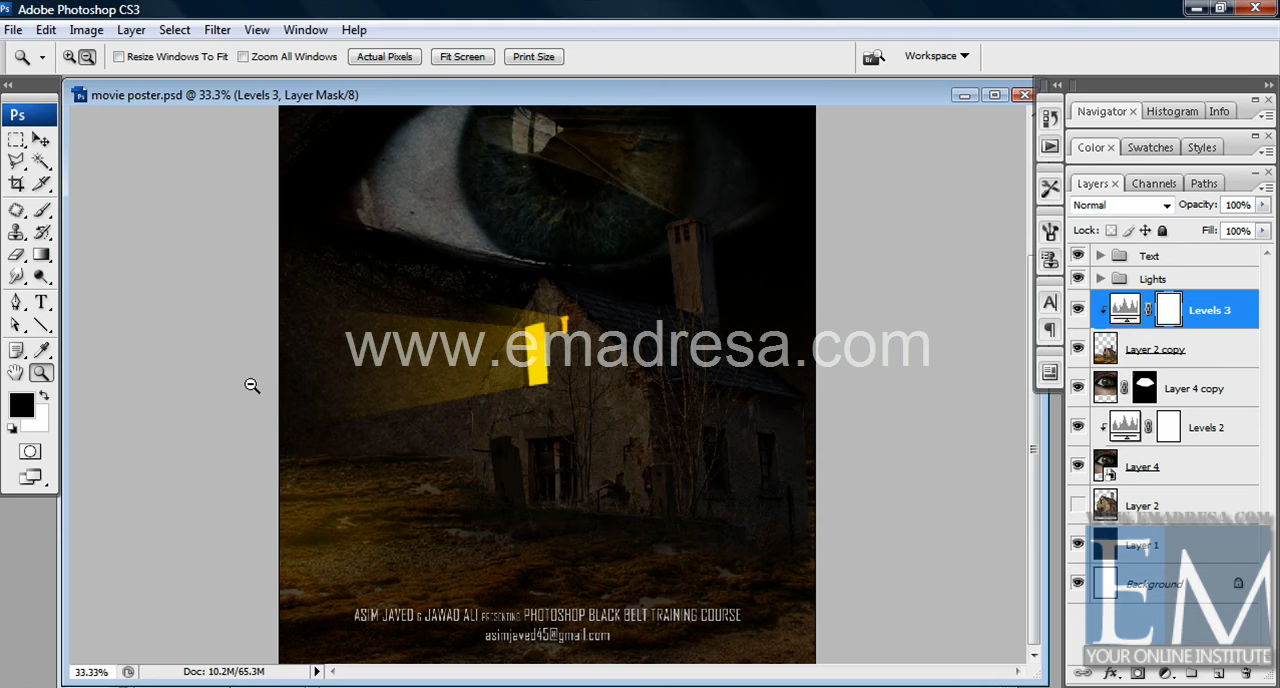 Adobe Photoshop CS3
File Edit Image Layer Select Filter View Window Help
Resize Windows To Fit Zoom All Windows Actual Pixels Fit Screen Print Size Workspace
movie poster.psd @ 33.3% (Levels 3, Layer Mask/8)
Ps
Navigator Histogram Info
Color Swatches Styles
Layers Channels Paths
Normal Opacity: 100%
Lock: Fill: 100%
Text
Lights
Levels 3
Layer 2 copy
Layer 4 copy
Levels 2
Layer 4
Layer 2
Layer 1
Background
www.emadresa.com
ASIM JAVED & JAWAD ALI PRESENTING PHOTOSHOP BLACK BELT TRAINING COURSE
asimjaved45@gmail.com
WWW.EMADRESA.COM
EM
YOUR ONLINE INSTITUTE
33.33% Doc: 10.2M/65.3M